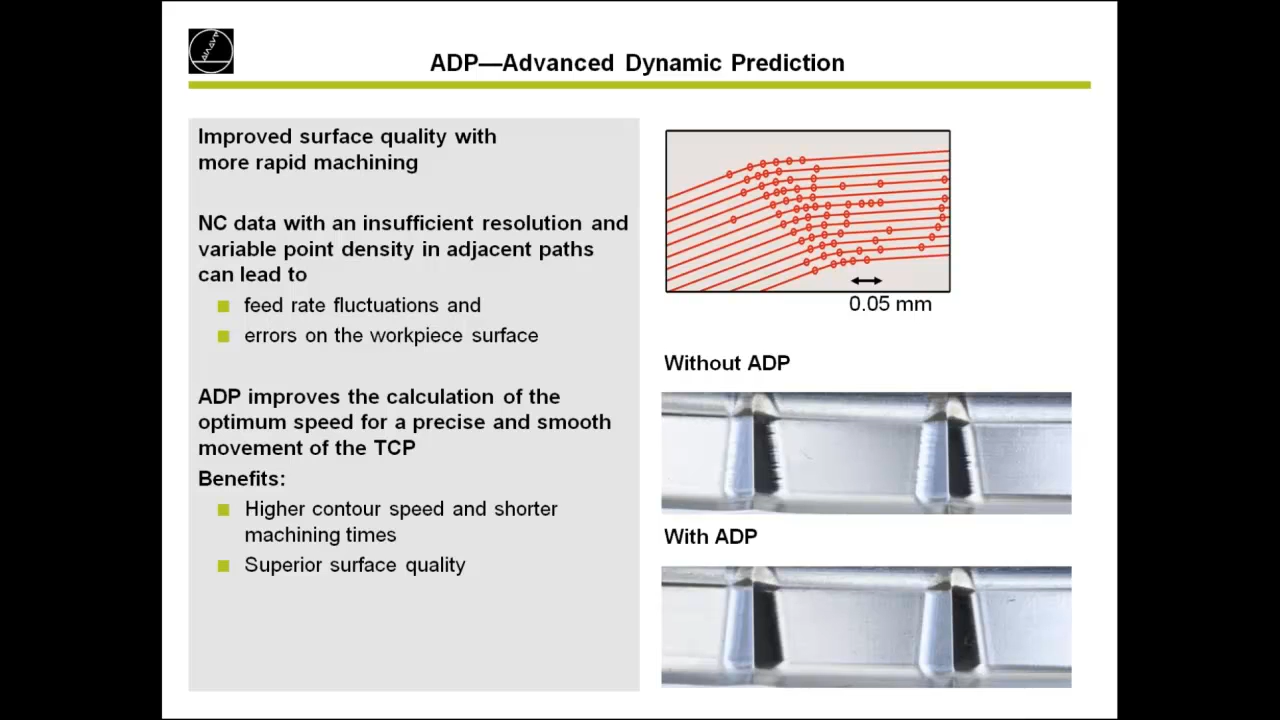 ADP—Advanced Dynamic Prediction
Improved surface quality with
more rapid machining
NC data with an insufficient resolution and
variable point density in adjacent paths
can lead to
feed rate fluctuations and
errors on the workpiece surface
ADP improves the calculation of the
optimum speed for a precise and smooth
movement of the TCP
Benefits:
Higher contour speed and shorter
machining times
Superior surface quality
0.05 mm
Without ADP
With ADP